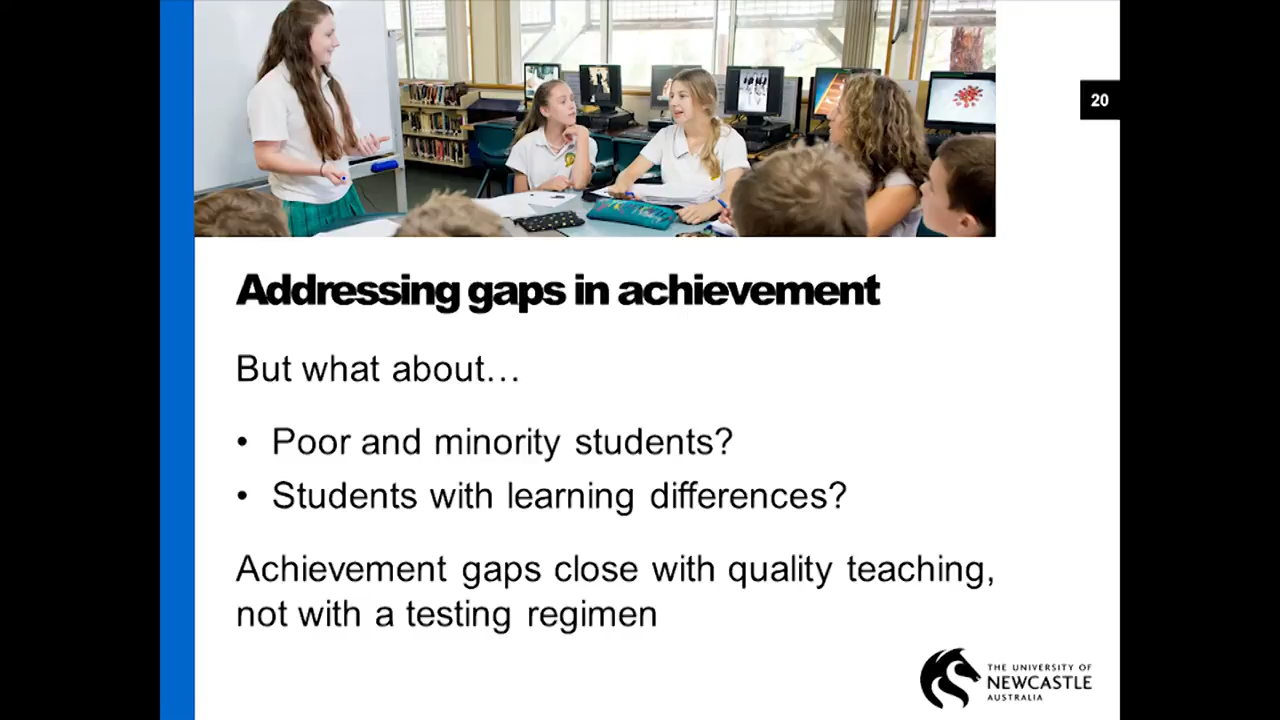 20
Addressing gaps in achievement
But what about…
• Poor and minority students?
• Students with learning differences?
Achievement gaps close with quality teaching,
not with a testing regimen
THE UNIVERSITY OF
NEWCASTLE
AUSTRALIA